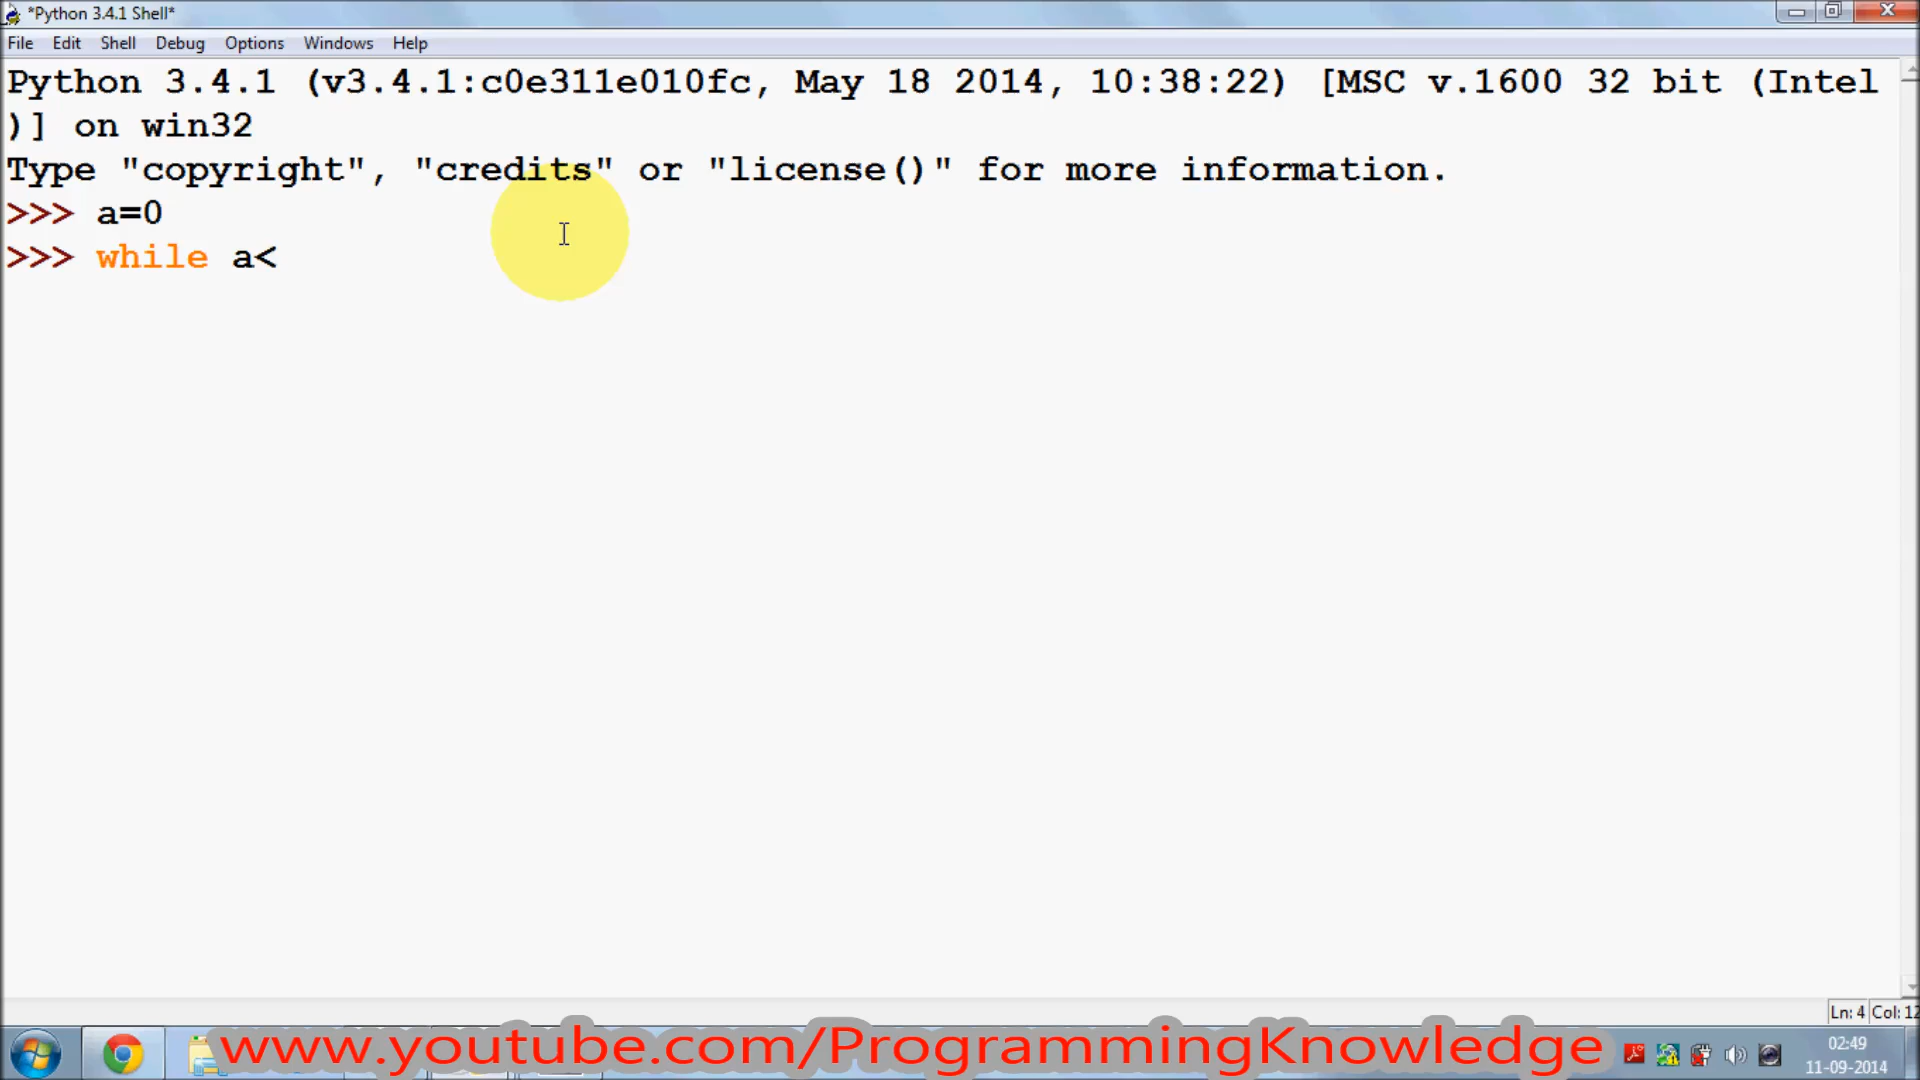 *Python 3.4.1 Shell*
File Edit Shell Debug Options Windows Help
Python 3.4.1 (v3.4.1:c0e311e010fc, May 18 2014, 10:38:22) [MSC v.1600 32 bit (Intel
)] on win32
Type "copyright", "credits" or "license()" for more information.
>>> a=0
>>> while a<
Ln: 4 Col: 12
www.youtube.com/ProgrammingKnowledge
02:49
11-09-2014